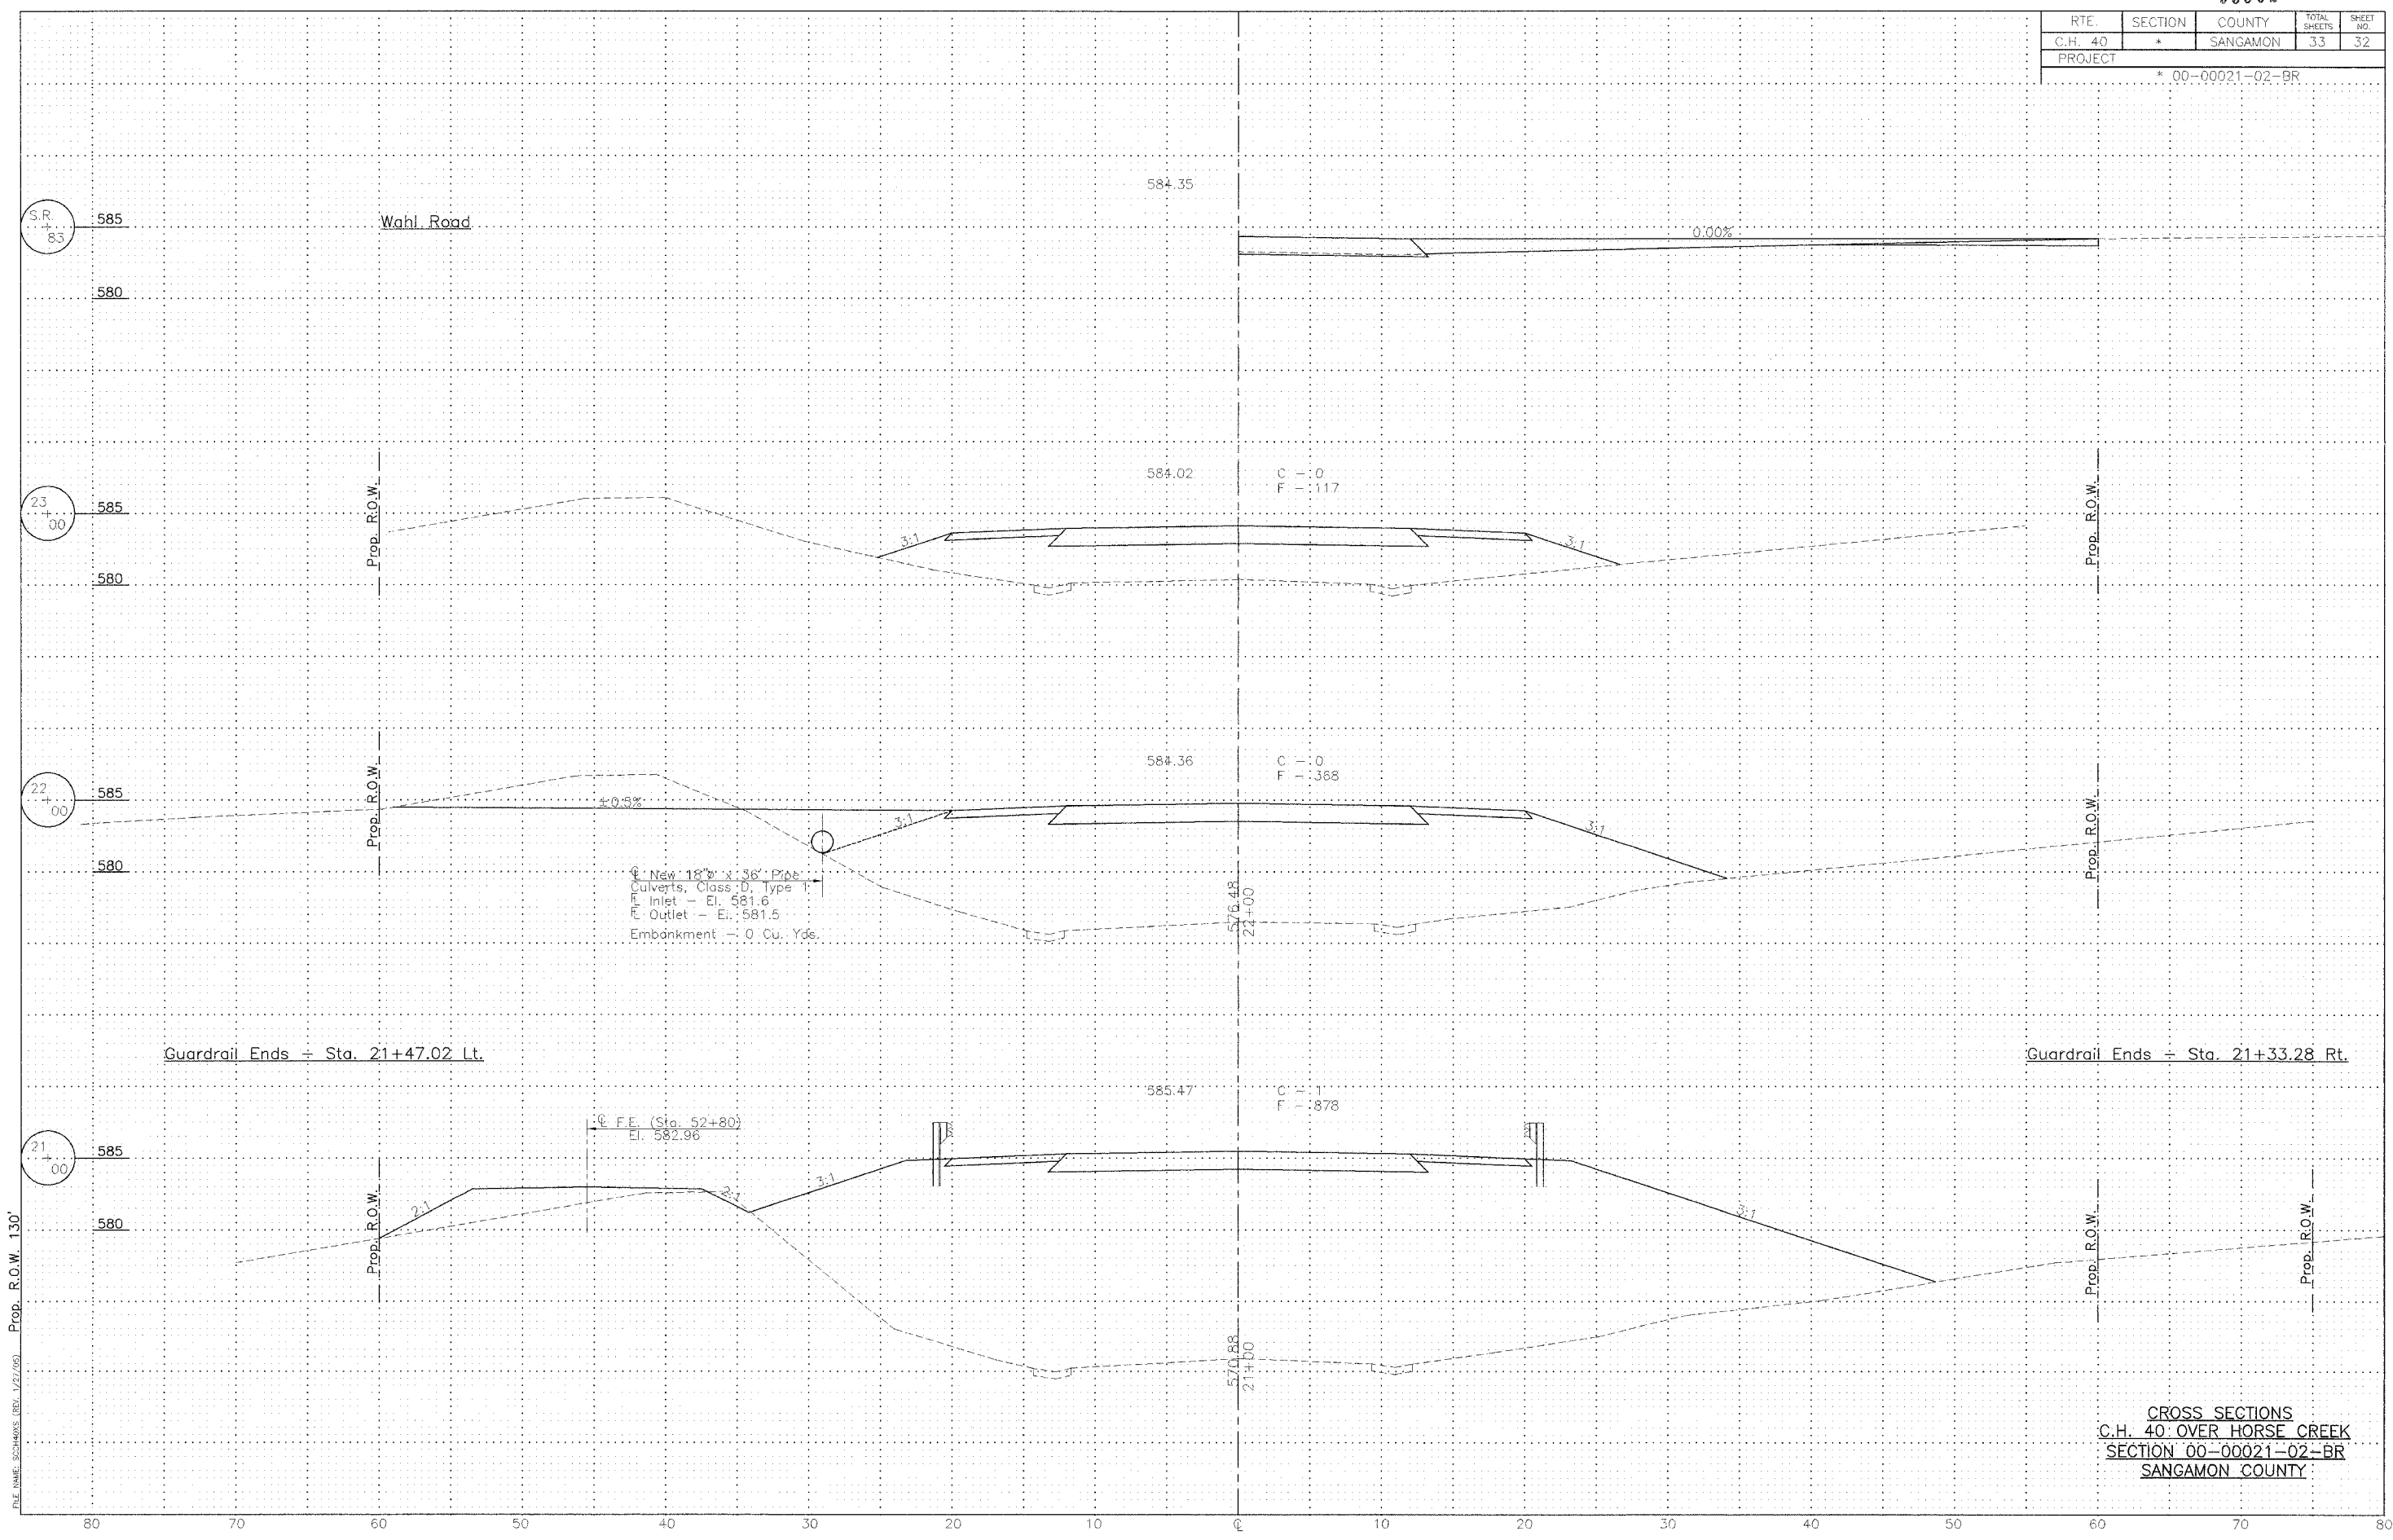 RTE. SECTION COUNTY TOTAL SHEETS SHEET NO.
C.H. 40 * SANGAMON 33 32
PROJECT
* 00-00021-02-BR
584.35
S.R. + 83
585
Wahl Road
0.00%
580
584.02
C - 0
F - 117
23 + 00
585
Prop. R.O.W.
3:1
3:1
Prop. R.O.W.
580
584.36
C - 0
F - 368
22 + 00
585
Prop. R.O.W.
±0.5%
3:1
3:1
Prop. R.O.W.
580
℄ New 18"ø x 36' Pipe
Culverts, Class D, Type 1
℄ Inlet - El. 581.6
℄ Outlet - El. 581.5
Embankment - 0 Cu. Yds.
576.48
22+00
Guardrail Ends - Sta. 21+47.02 Lt.
Guardrail Ends - Sta. 21+33.28 Rt.
585.47
C - 1
F - 878
℄ F.E. (Sta. 52+80)
El. 582.96
21 + 00
585
2:1
2:1
3:1
3:1
580
Prop. R.O.W.
Prop. R.O.W.
Prop. R.O.W.
570.88
21+00
Prop. R.O.W. 130'
FILE NAME: SCCH40XS (REV. 1/27/05)
CROSS SECTIONS
C.H. 40 OVER HORSE CREEK
SECTION 00-00021-02-BR
SANGAMON COUNTY
80 70 60 50 40 30 20 10 ℄ 10 20 30 40 50 60 70 80